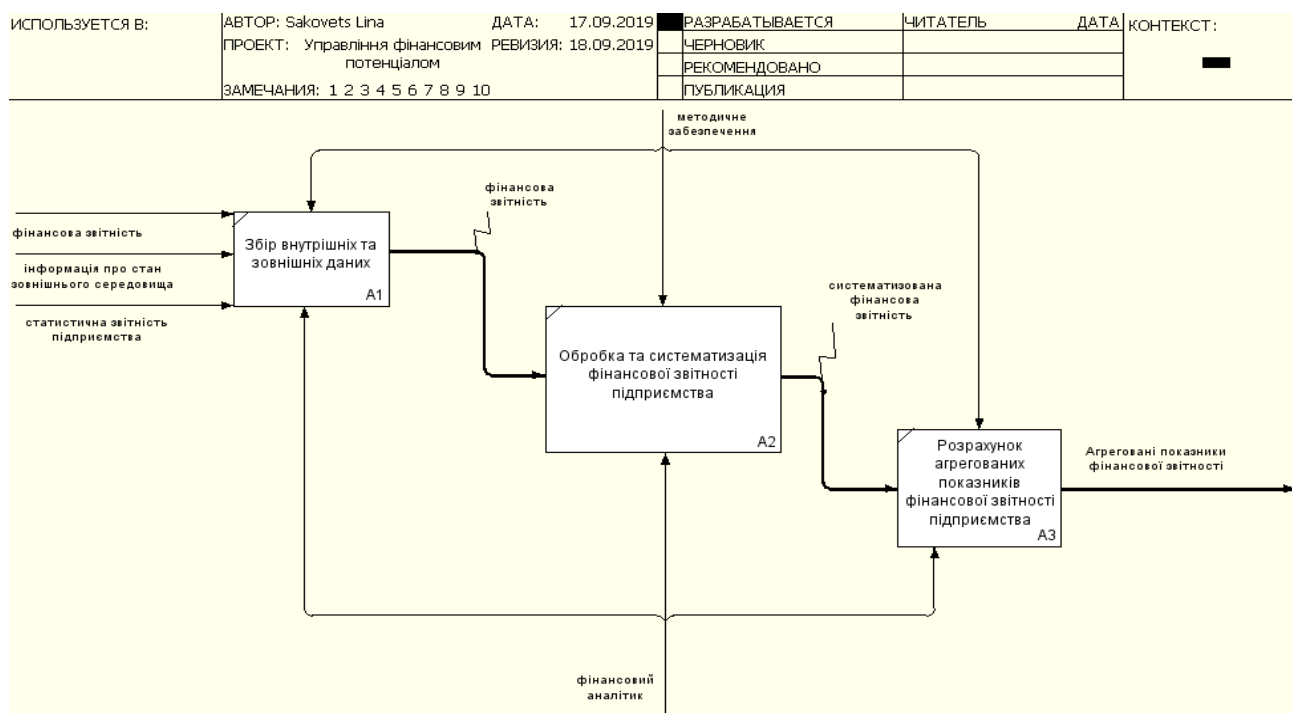 ИСПОЛЬЗУЕТСЯ В:
АВТОР: Sakovets Lina
ДАТА: 17.09.2019
РАЗРАБАТЫВАЕТСЯ
ЧИТАТЕЛЬ
ДАТА
КОНТЕКСТ:
ПРОЕКТ: Управління фінансовим
потенціалом
РЕВИЗИЯ: 18.09.2019
ЧЕРНОВИК
РЕКОМЕНДОВАНО
ЗАМЕЧАНИЯ: 1 2 3 4 5 6 7 8 9 10
ПУБЛИКАЦИЯ
методичне
забезпечення
фінансова
звітність
фінансова звітність
інформація про стан
зовнішнього середовища
статистична звітність
підприємства
Збір внутрішніх та
зовнішніх даних
A1
систематизована
фінансова
звітність
Обробка та систематизація
фінансової звітності
підприємства
A2
Розрахунок
агрегованих
показників
фінансової звітності
підприємства
A3
Агреговані показники
фінансової звітності
фінансовий
аналітик